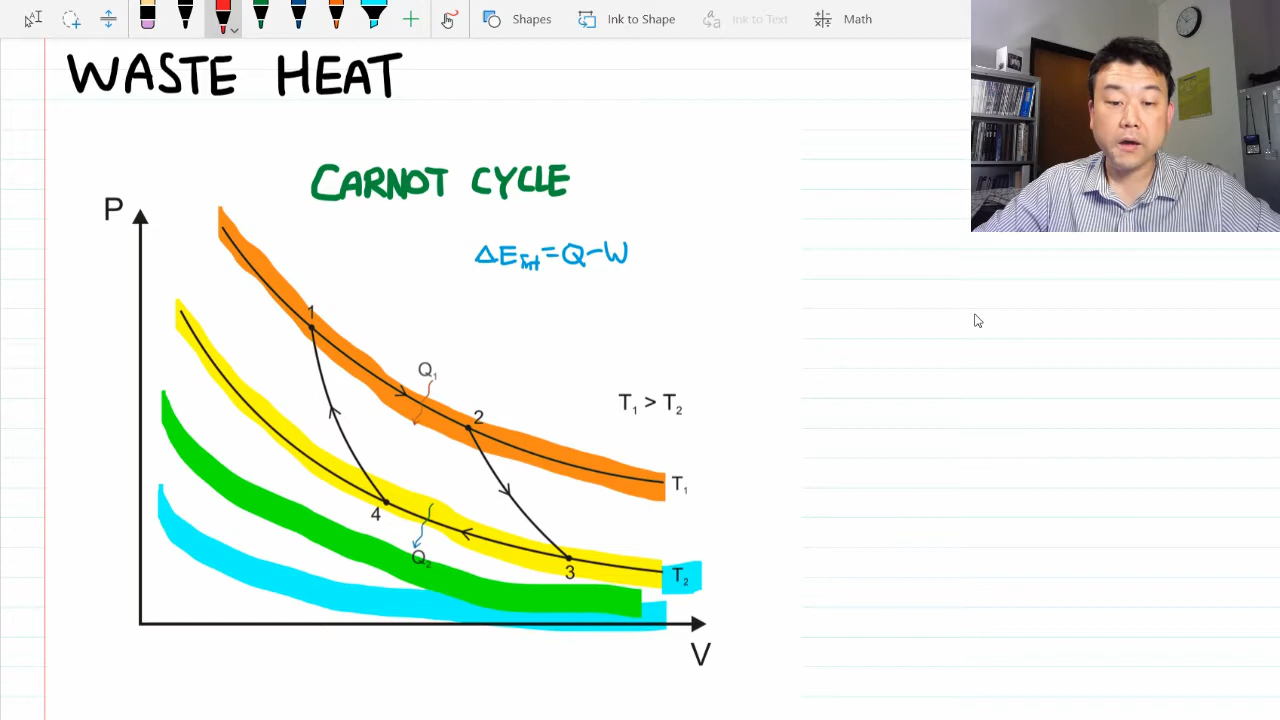 Shapes Ink to Shape Ink to Text Math
WASTE HEAT
CARNOT CYCLE
P
ΔE_int = Q − W
1
Q₁
T₁ > T₂
2
T₁
4
Q₂
3
T₂
V